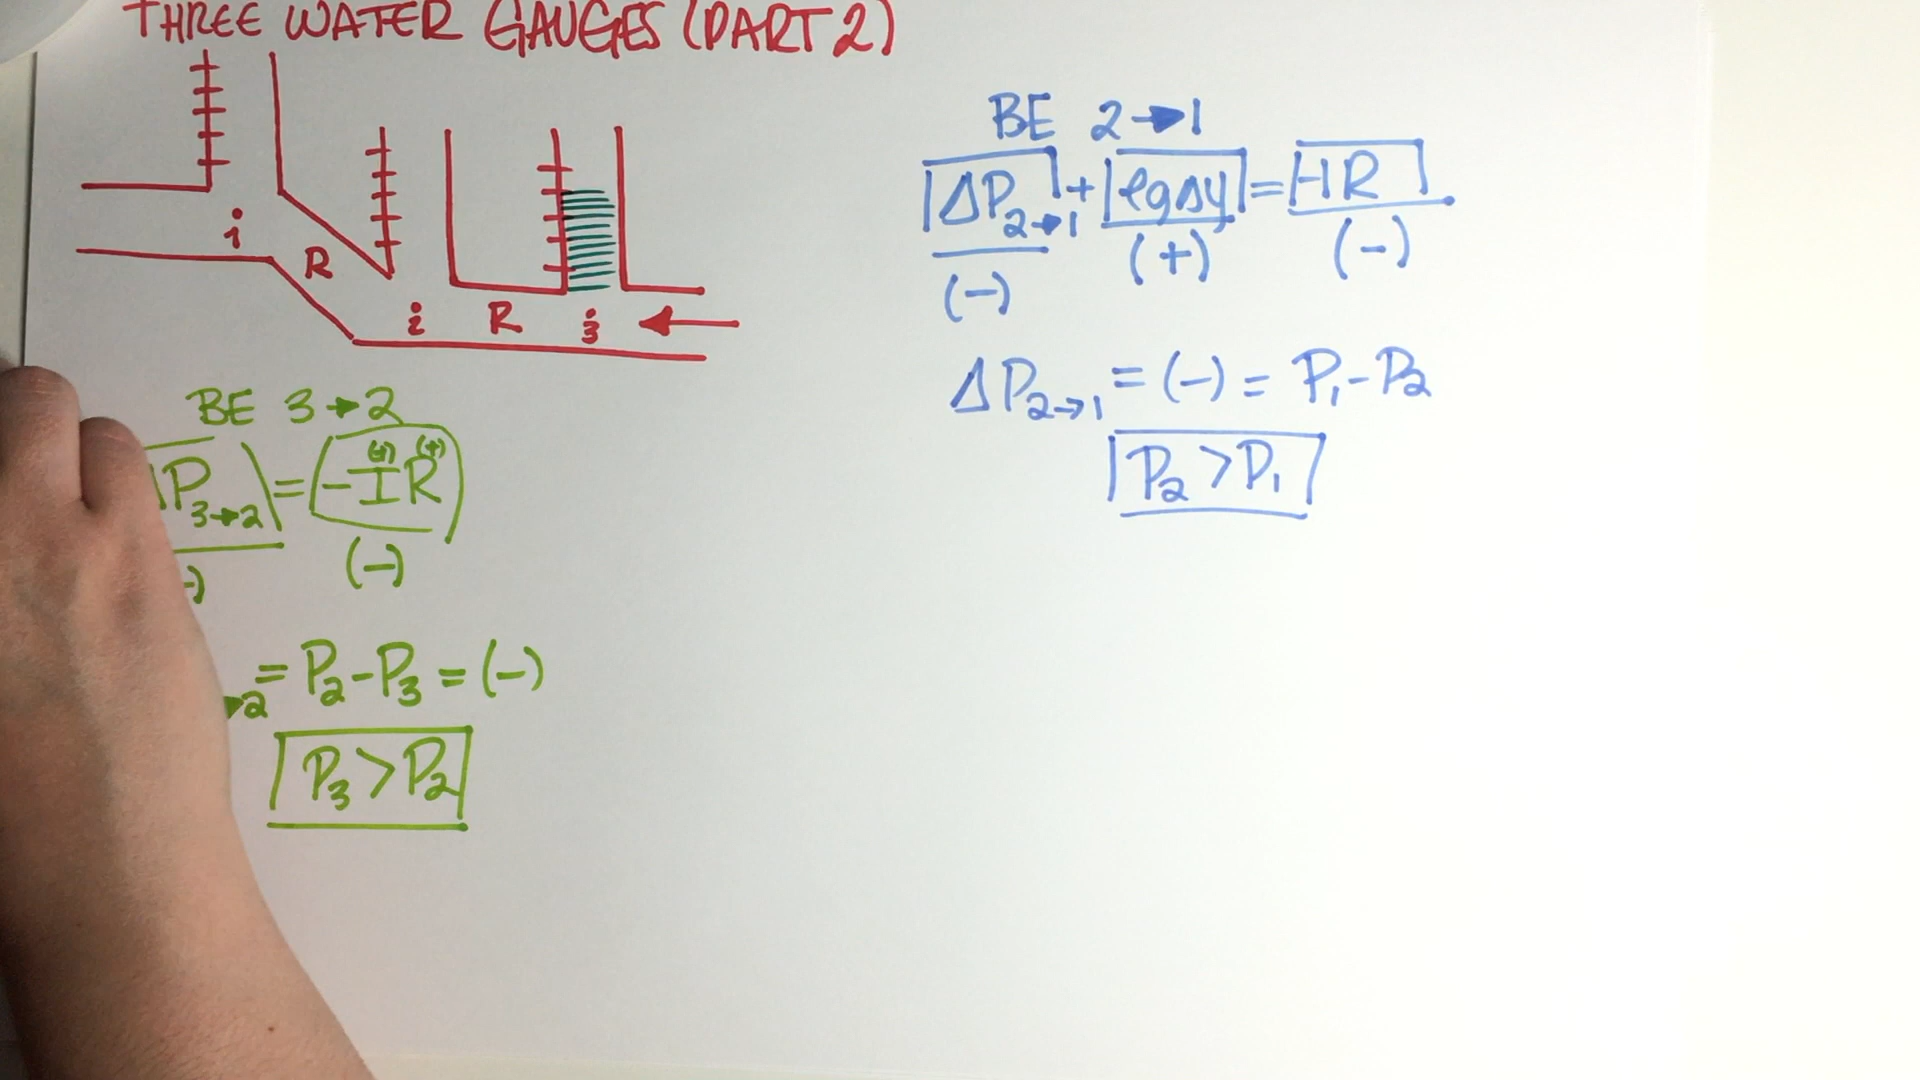 THREE WATER GAUGES (PART 2)
1
R
2
R
3
BE 3→2
P3→2 = -IR
(+) (+)
(-)
-)
→2 = P2-P3 = (-)
P3 > P2
BE 2→1
ΔP2→1 + ρgΔy = -IR
(-) (+) (-)
ΔP2→1 = (-) = P1-P2
P2 > P1